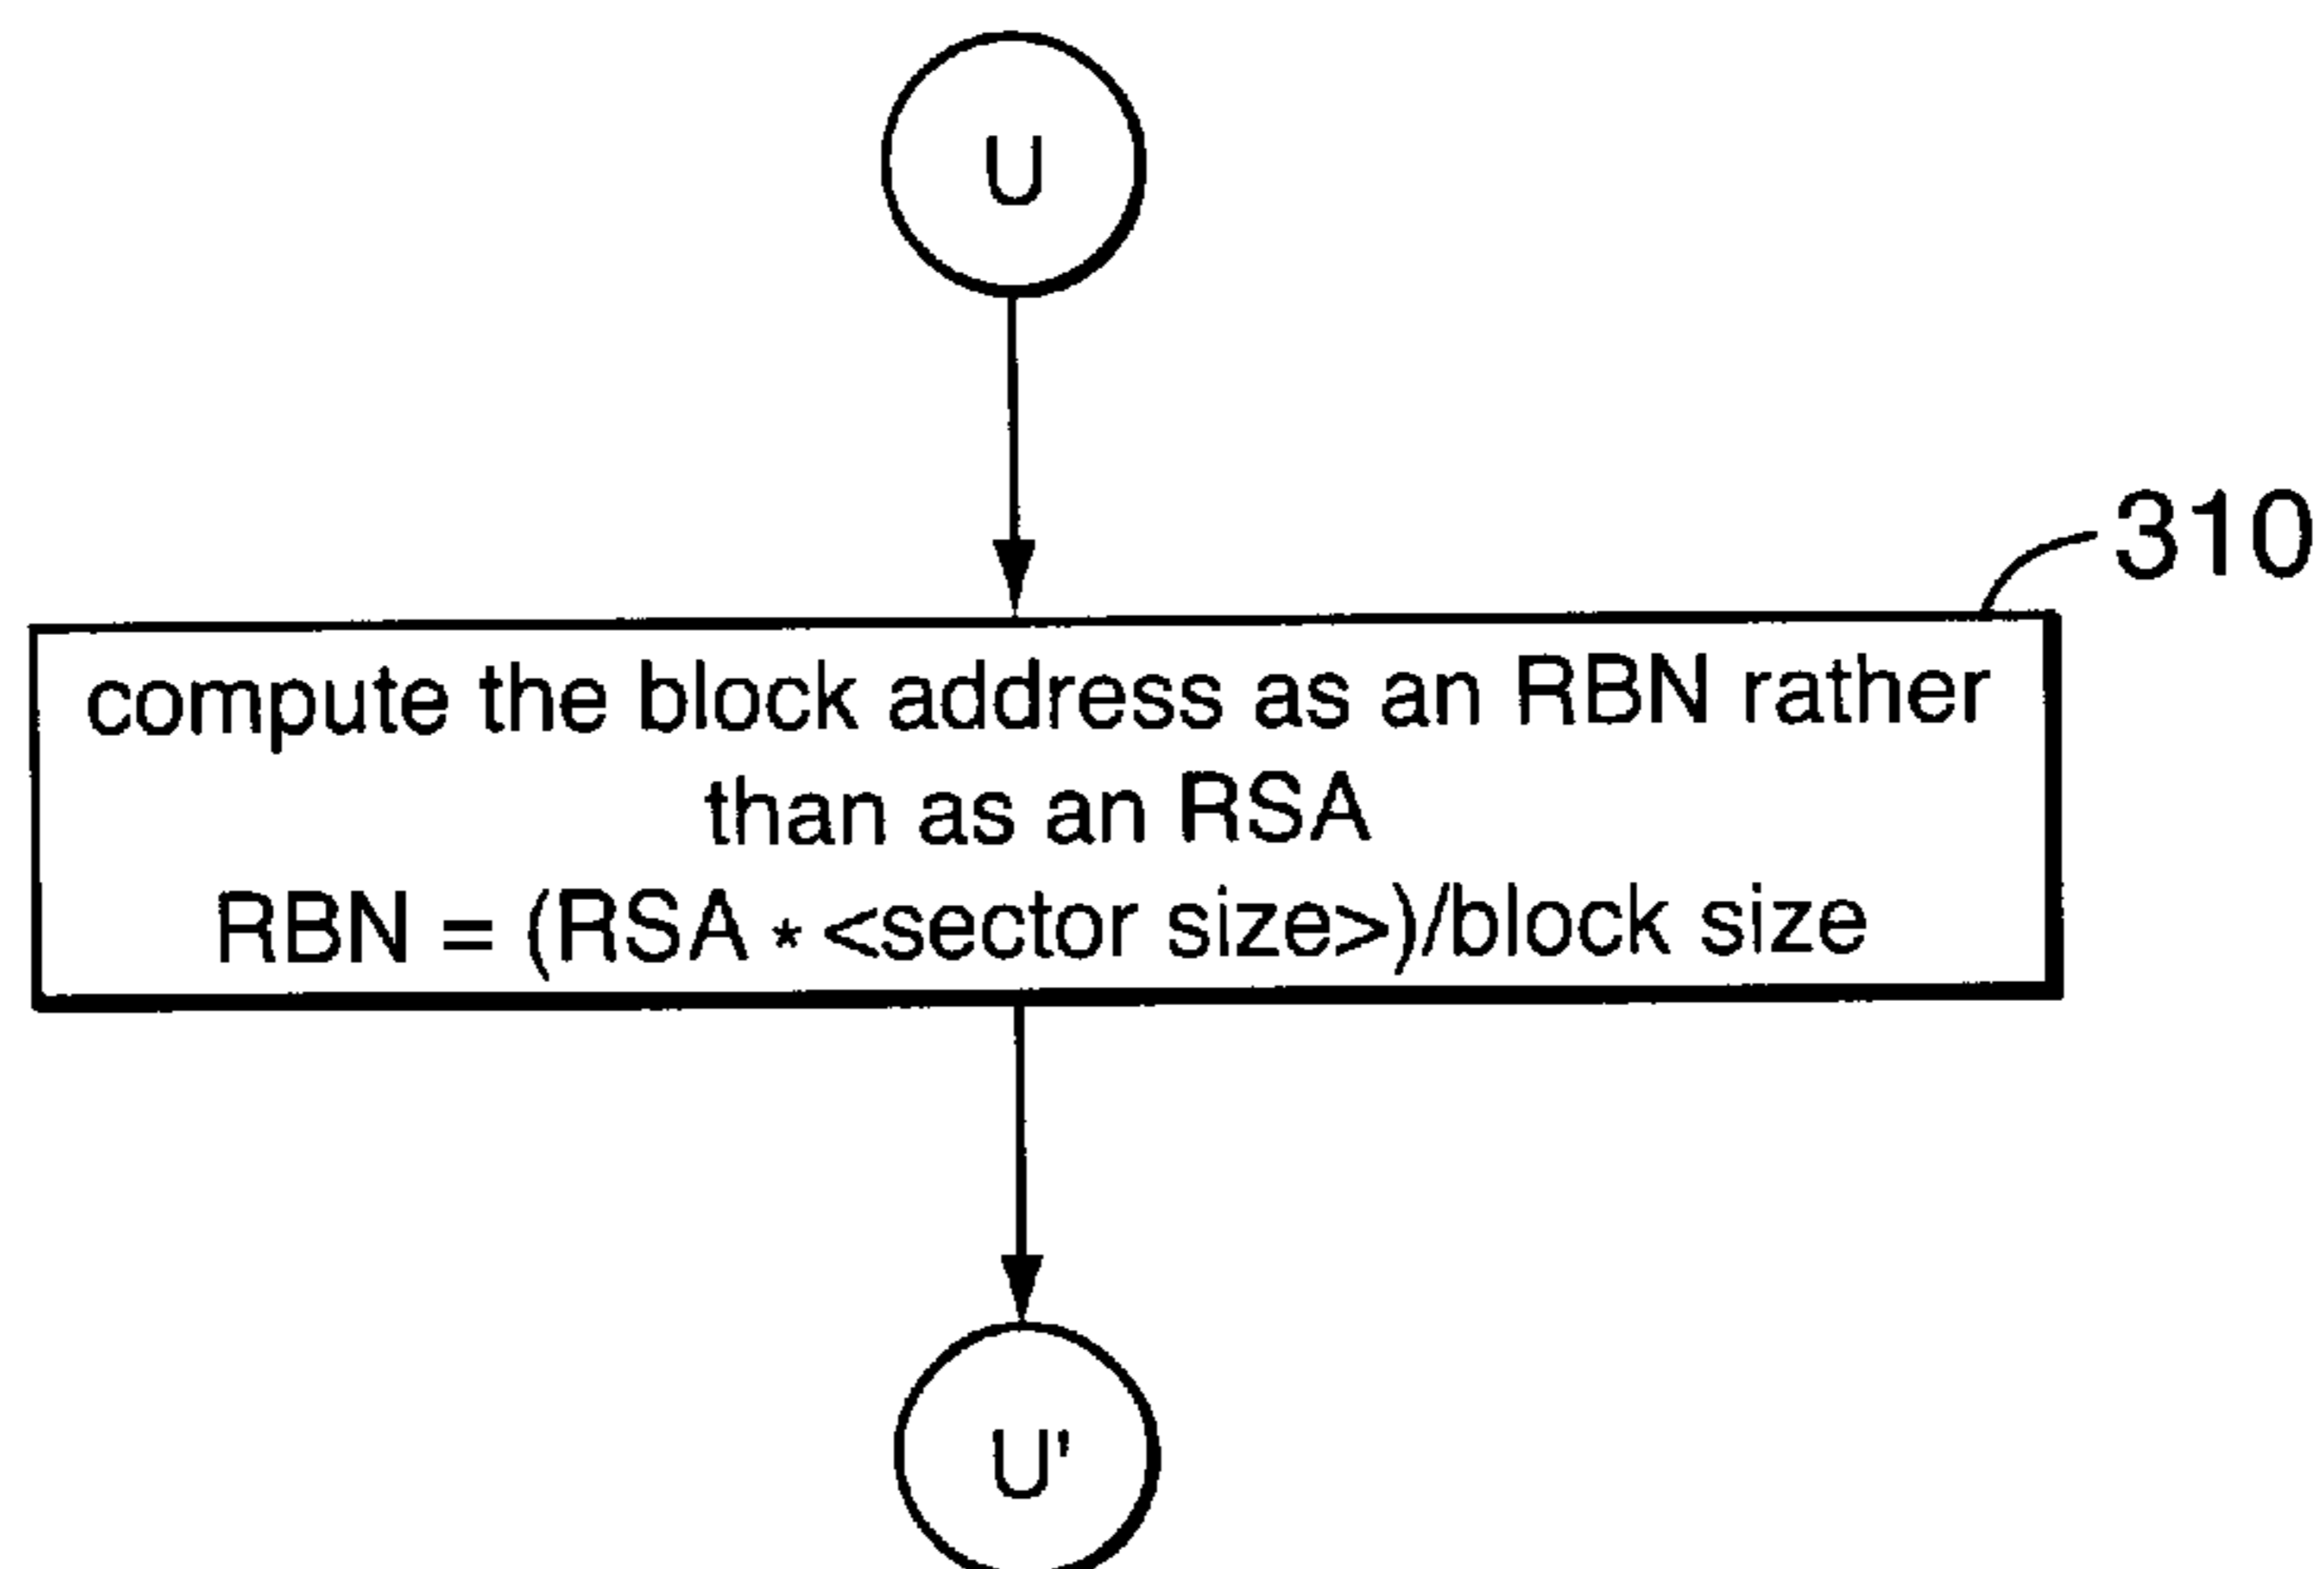 U
310
compute the block address as an RBN rather
than as an RSA
RBN = (RSA * <sector size>)/block size
U'